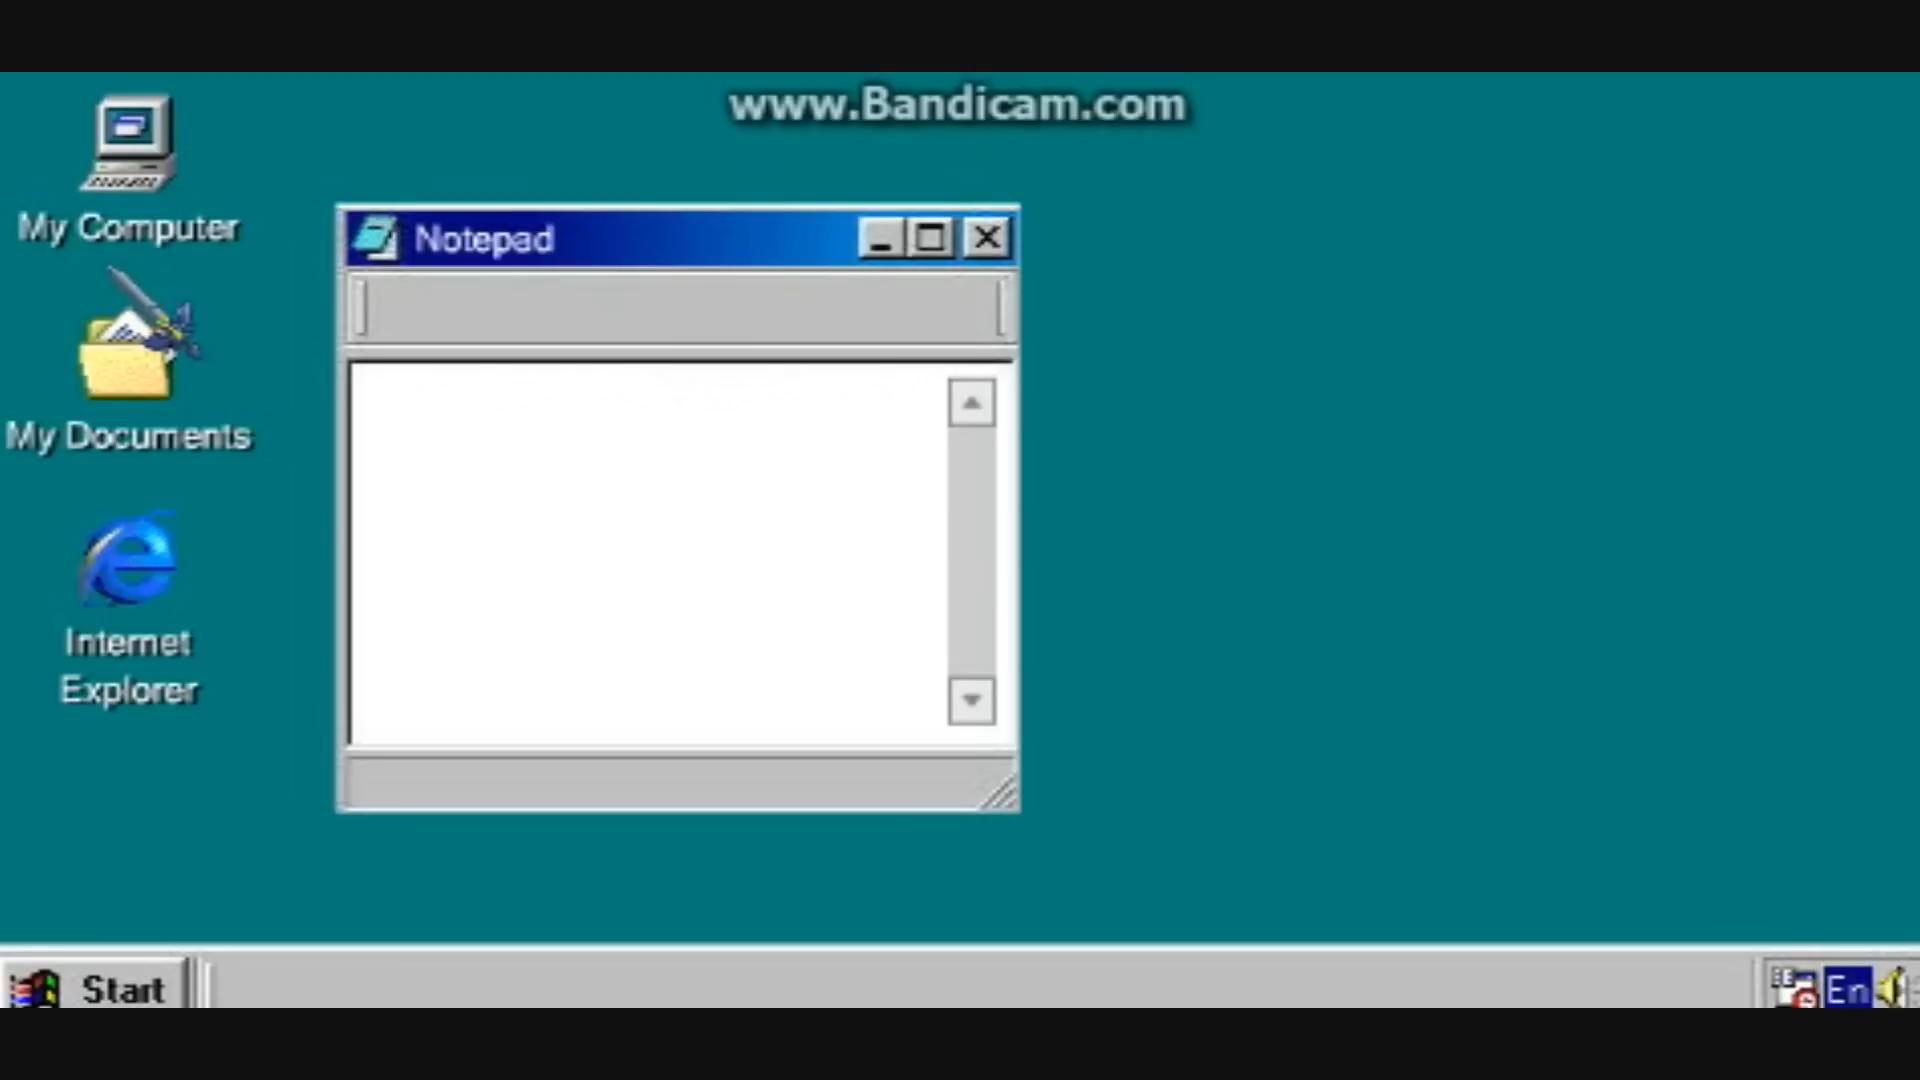 www.Bandicam.com
My Computer
Notepad
My Documents
Internet
Explorer
Start
En